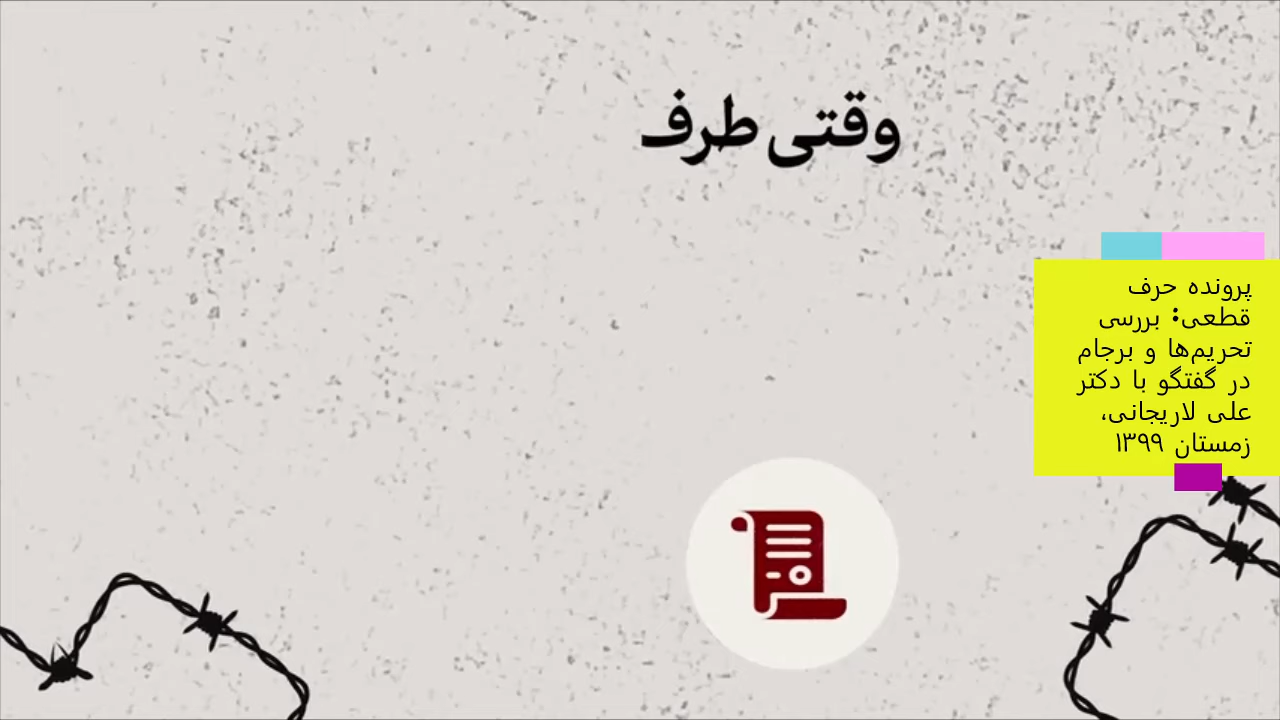 وقتی طرف
پرونده حرف
قطعی: بررسی
تحریم‌ها و برجام
در گفتگو با دکتر
علی لاریجانی،
زمستان ۱۳۹۹